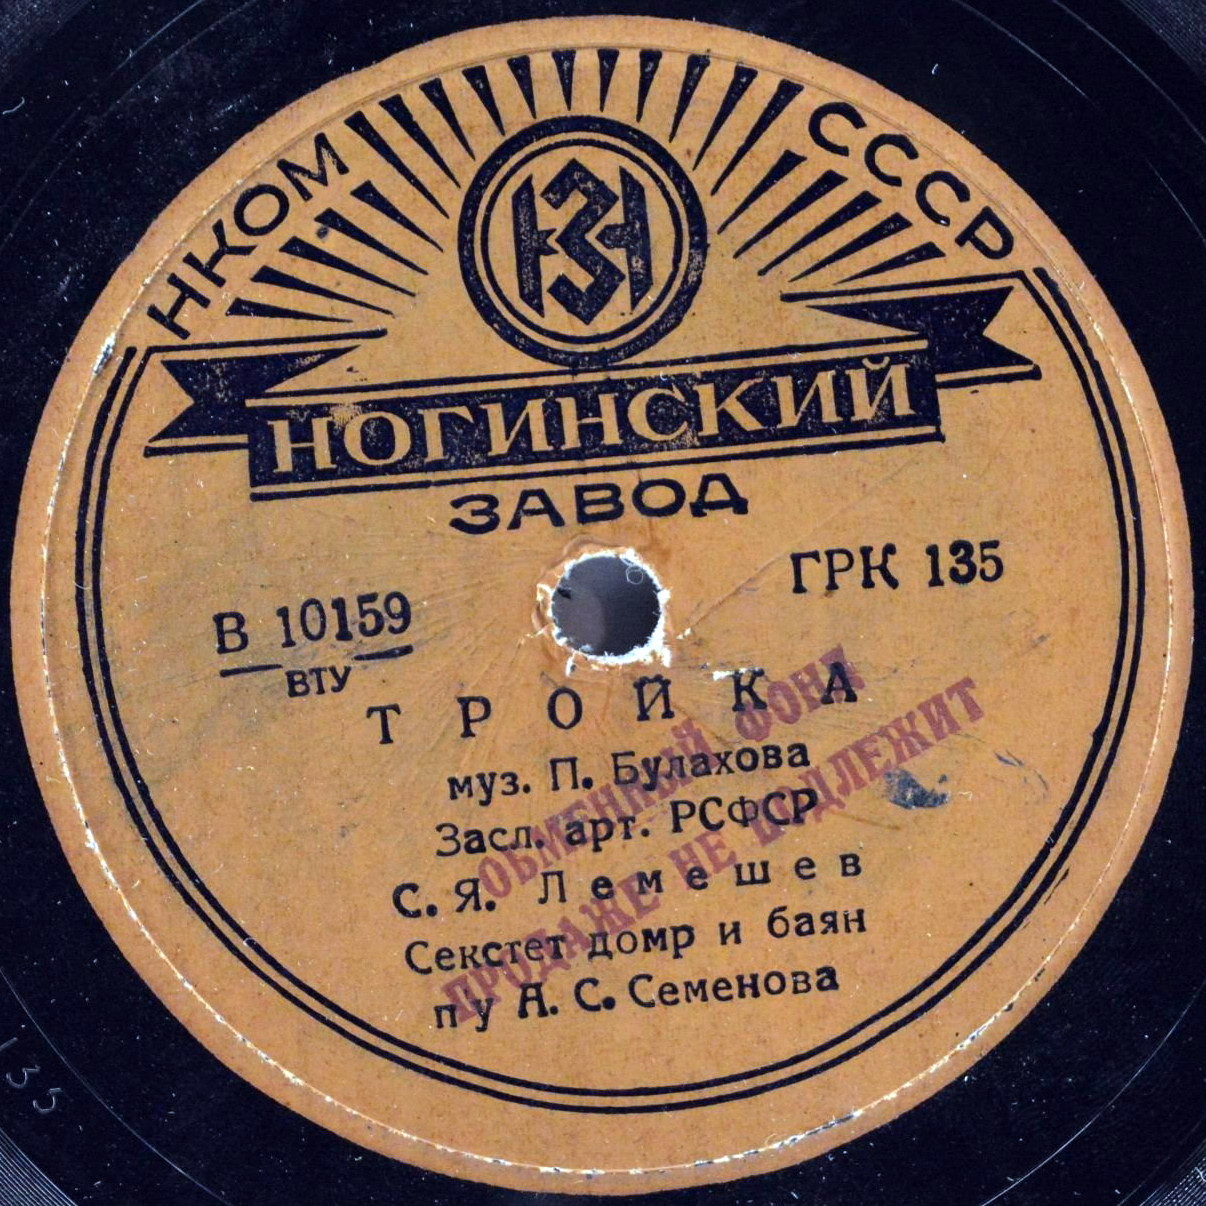 НКОМ СССР
НЗН
НОГИНСКИЙ
ЗАВОД
ГРК 135
В 10159
ВТУ
ТРОЙКА
муз. П. Булахова
Засл. арт. РСФСР
С. Я. Лемешев
Секстет домр и баян
п у А. С. Семенова
ОБМЕННЫЙ ФОНД
ПРОДАЖЕ НЕ ПОДЛЕЖИТ
135